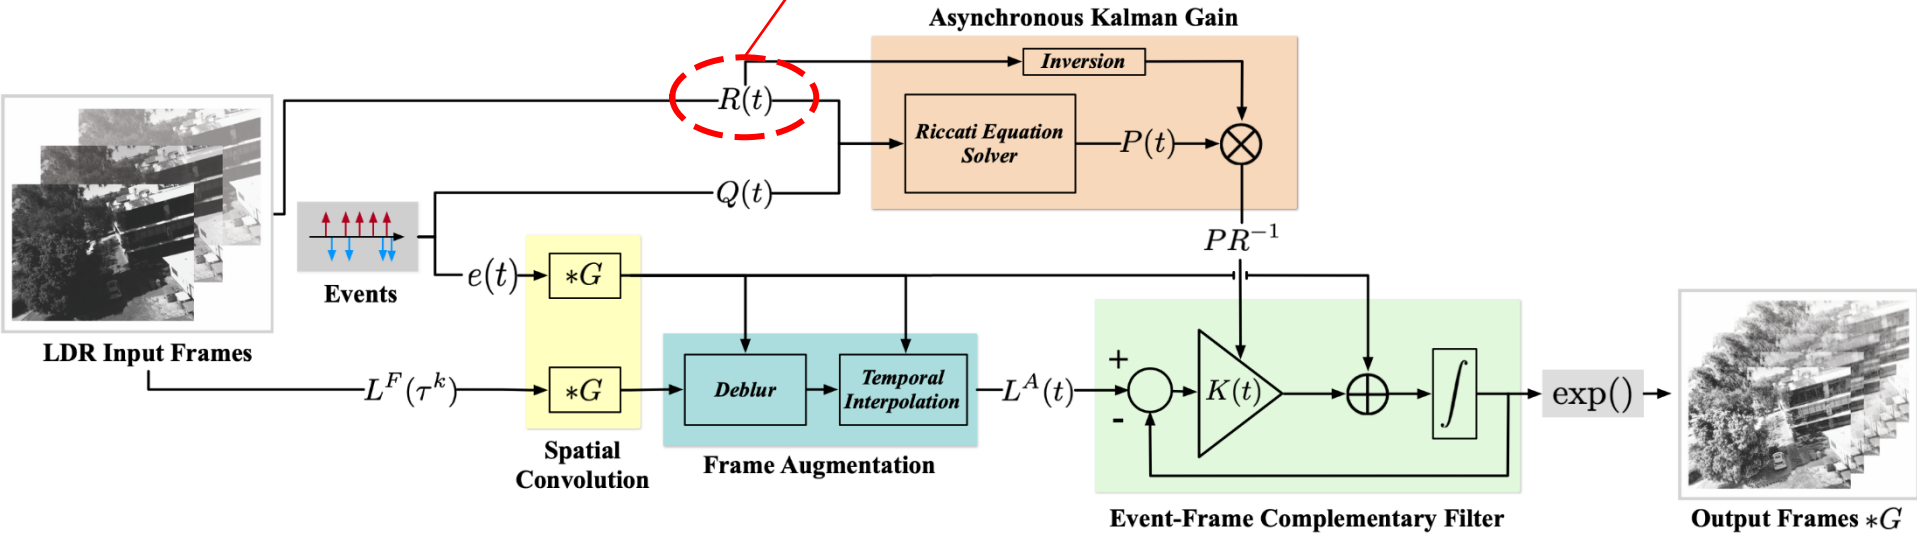 Asynchronous Kalman Gain
Inversion
R(t)
Riccati Equation
Solver
P(t)
Q(t)
PR⁻¹
e(t)
*G
Events
LDR Input Frames
L^F(τ^k)
*G
Deblur
Temporal
Interpolation
L^A(t)
+
-
K(t)
∫
exp()
Spatial
Convolution
Frame Augmentation
Event-Frame Complementary Filter
Output Frames *G